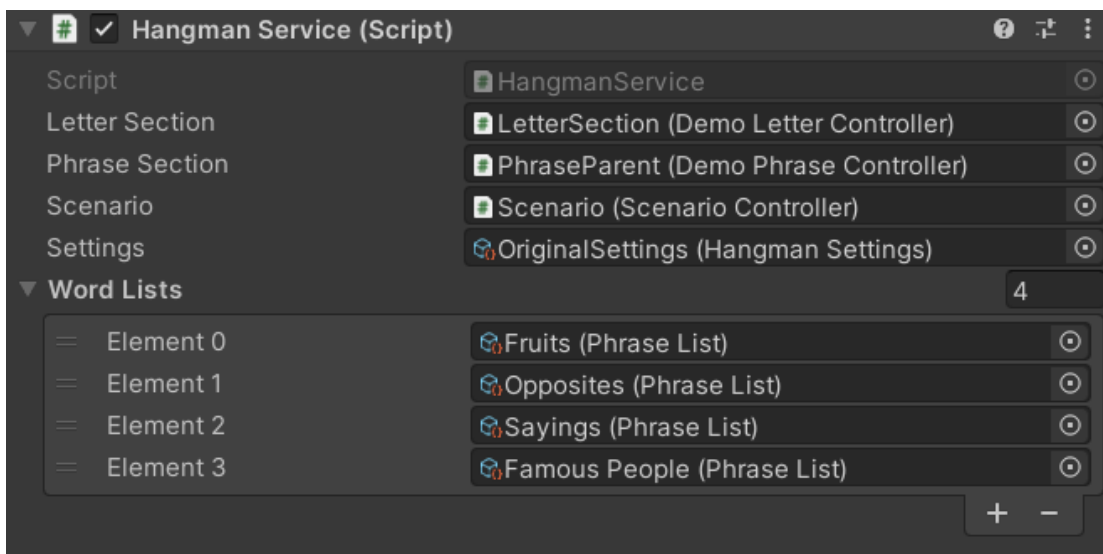 Hangman Service (Script)
Script HangmanService
Letter Section LetterSection (Demo Letter Controller)
Phrase Section PhraseParent (Demo Phrase Controller)
Scenario Scenario (Scenario Controller)
Settings OriginalSettings (Hangman Settings)
Word Lists 4
Element 0 Fruits (Phrase List)
Element 1 Opposites (Phrase List)
Element 2 Sayings (Phrase List)
Element 3 Famous People (Phrase List)